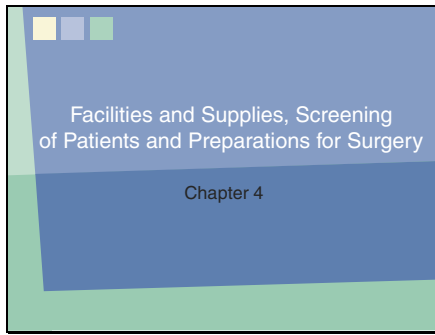 Facilities and Supplies, Screening
of Patients and Preparations for Surgery
Chapter 4